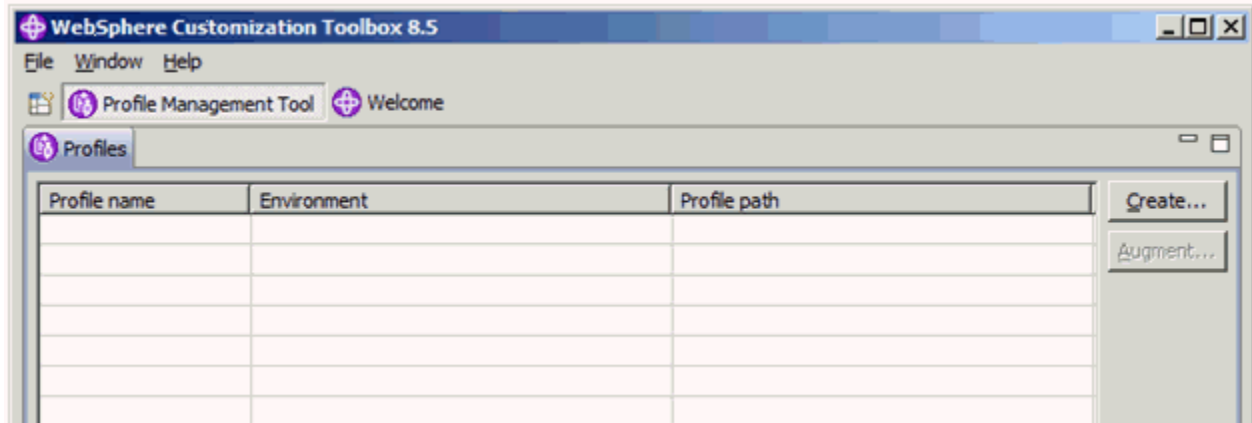 WebSphere Customization Toolbox 8.5
File Window Help
Profile Management Tool Welcome
Profiles
Profile name Environment Profile path Create...
Augment...